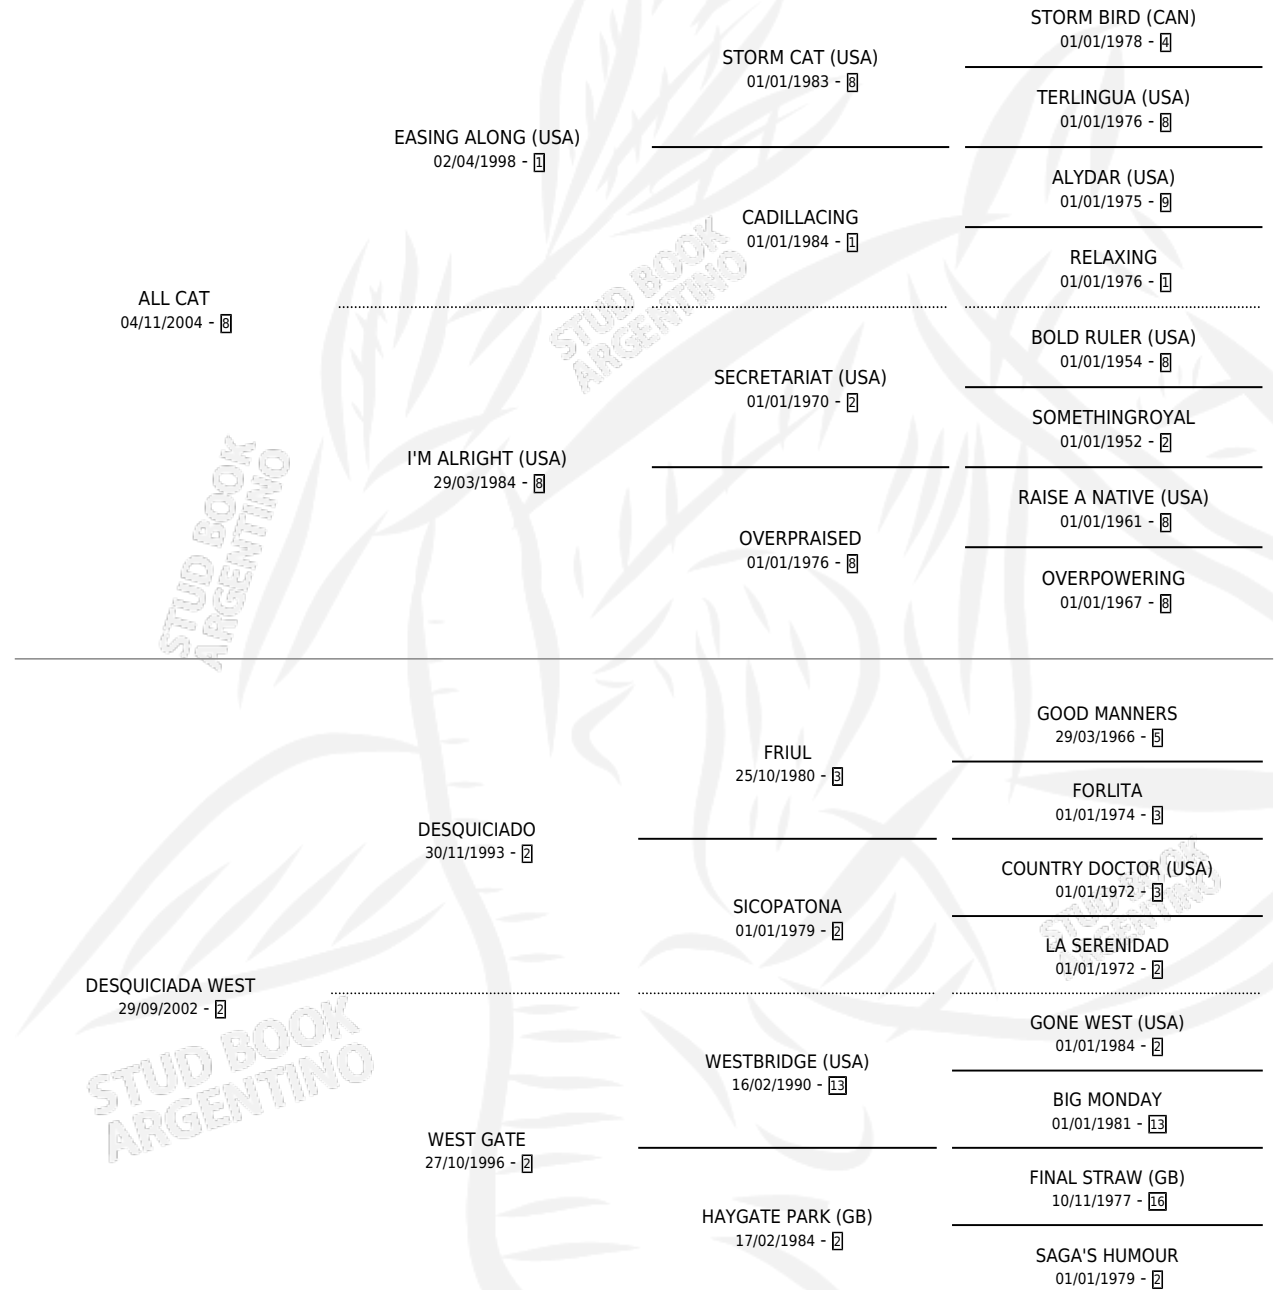 STORM BIRD (CAN)
01/01/1978 - 4
STORM CAT (USA)
01/01/1983 - 8
TERLINGUA (USA)
01/01/1976 - 8
EASING ALONG (USA)
02/04/1998 - 1
ALYDAR (USA)
01/01/1975 - 9
CADILLACING
01/01/1984 - 1
RELAXING
01/01/1976 - 1
ALL CAT
04/11/2004 - 8
BOLD RULER (USA)
01/01/1954 - 8
SECRETARIAT (USA)
01/01/1970 - 2
SOMETHINGROYAL
01/01/1952 - 2
I'M ALRIGHT (USA)
29/03/1984 - 8
RAISE A NATIVE (USA)
01/01/1961 - 8
OVERPRAISED
01/01/1976 - 8
OVERPOWERING
01/01/1967 - 8
STUD BOOK
ARGENTINO
STUD BOOK
ARGENTINO
GOOD MANNERS
29/03/1966 - 5
FRIUL
25/10/1980 - 3
FORLITA
01/01/1974 - 3
DESQUICIADO
30/11/1993 - 2
COUNTRY DOCTOR (USA)
01/01/1972 - 3
SICOPATONA
01/01/1979 - 2
LA SERENIDAD
01/01/1972 - 2
STUD BOOK
ARGENTINO
DESQUICIADA WEST
29/09/2002 - 2
STUD BOOK
ARGENTINO
GONE WEST (USA)
01/01/1984 - 2
WESTBRIDGE (USA)
16/02/1990 - 13
BIG MONDAY
01/01/1981 - 13
WEST GATE
27/10/1996 - 2
FINAL STRAW (GB)
10/11/1977 - 16
HAYGATE PARK (GB)
17/02/1984 - 2
SAGA'S HUMOUR
01/01/1979 - 2